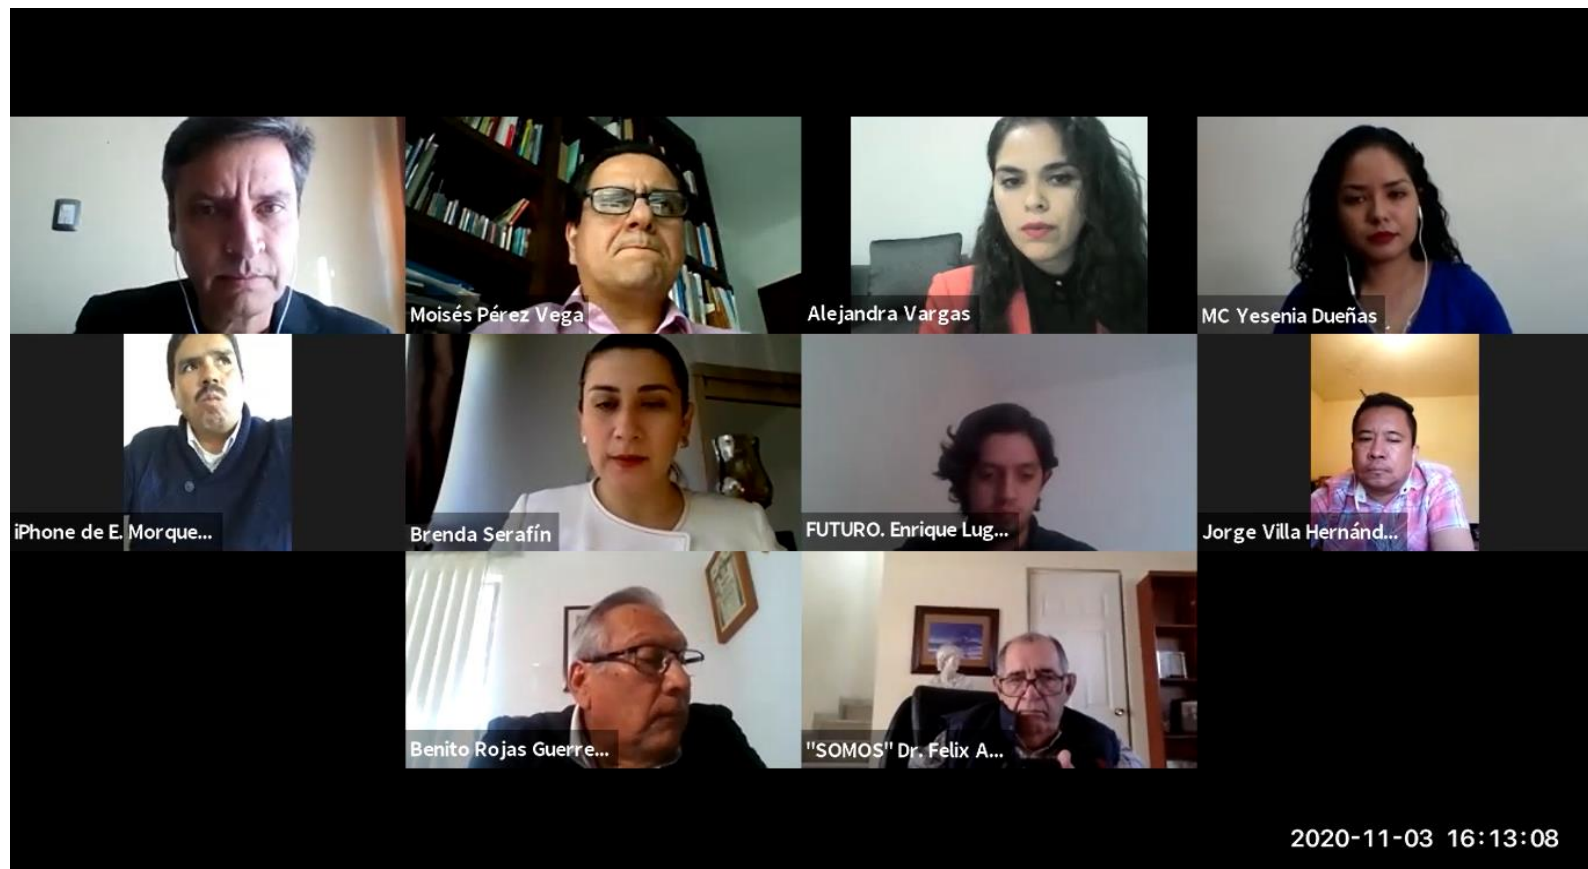 Moisés Pérez Vega
Alejandra Vargas
MC Yesenia Dueñas
iPhone de E. Morque...
Brenda Serafín
FUTURO. Enrique Lug...
Jorge Villa Hernánd...
Benito Rojas Guerre...
"SOMOS" Dr. Felix A...
2020-11-03 16:13:08